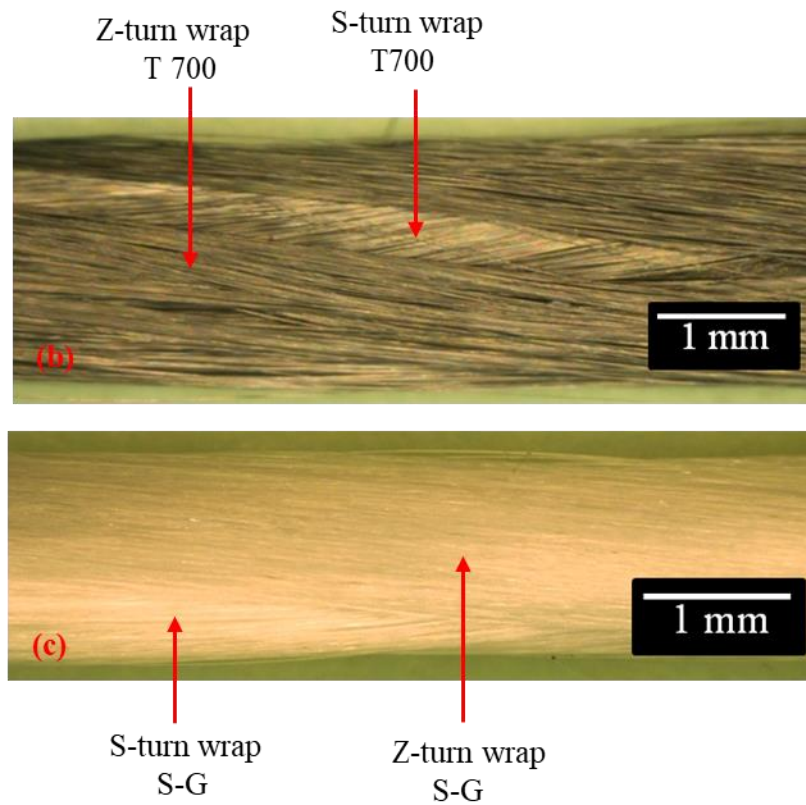 Z-turn wrap
T 700
S-turn wrap
T700
(b)
1 mm
(c)
1 mm
S-turn wrap
S-G
Z-turn wrap
S-G